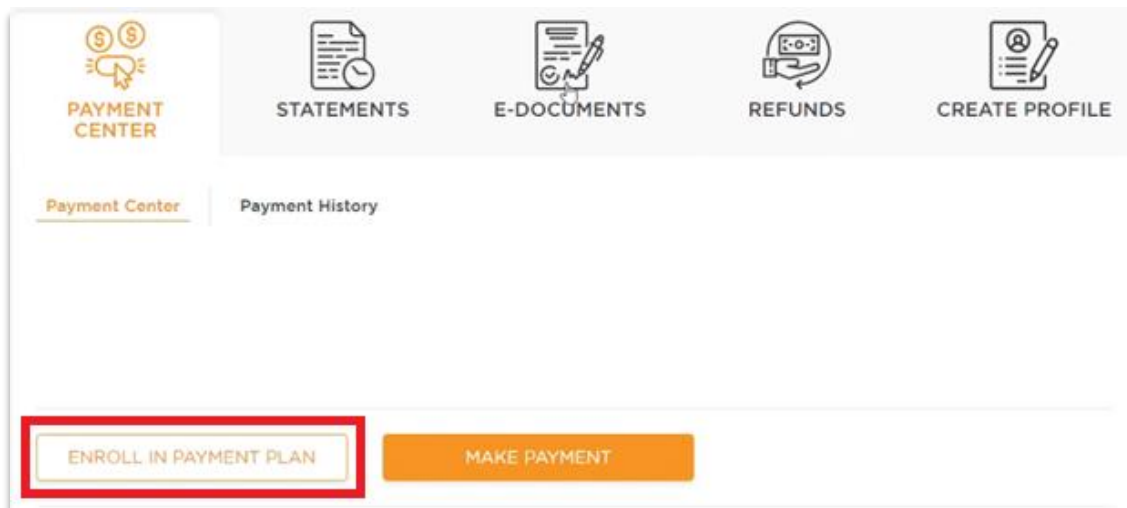 PAYMENT
CENTER
STATEMENTS
E-DOCUMENTS
REFUNDS
CREATE PROFILE
Payment Center
Payment History
ENROLL IN PAYMENT PLAN
MAKE PAYMENT